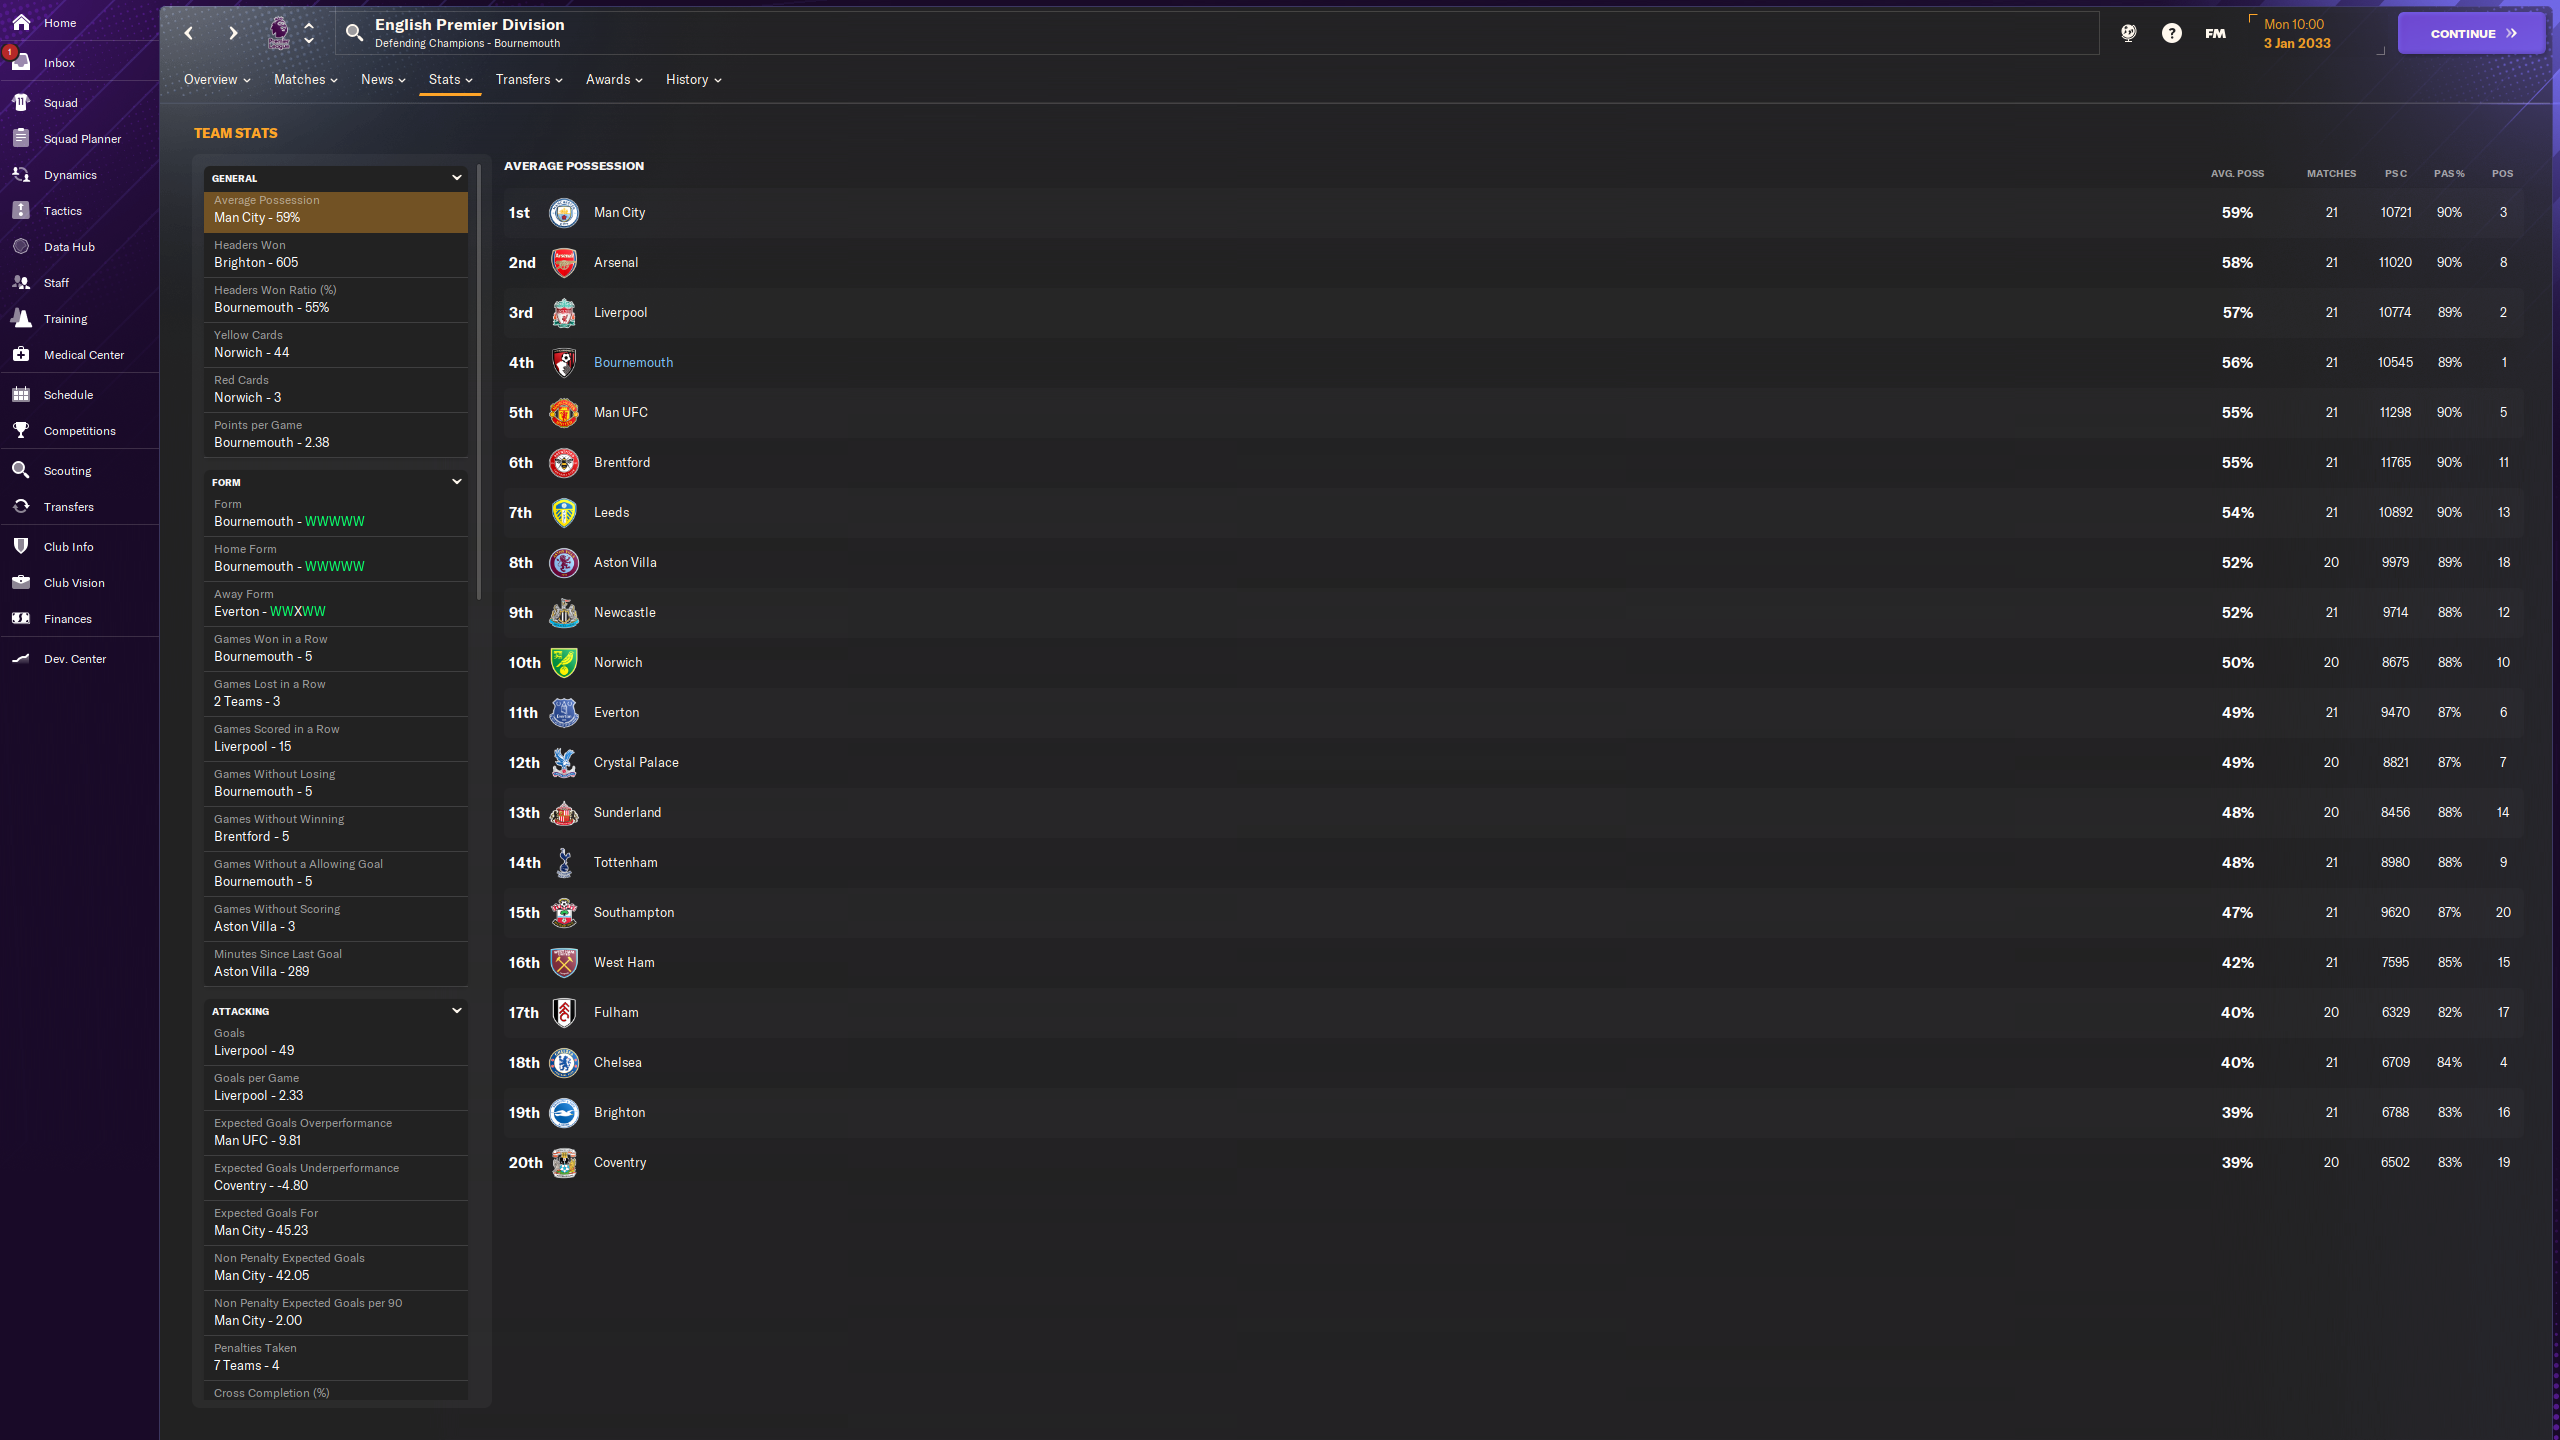 Home
1
Inbox
Squad
Squad Planner
Dynamics
Tactics
Data Hub
Staff
Training
Medical Center
Schedule
Competitions
Scouting
Transfers
Club Info
Club Vision
Finances
Dev. Center
English Premier Division
Defending Champions - Bournemouth
FM
Mon 10:00
3 Jan 2033
CONTINUE
Overview Matches News Stats Transfers Awards History
TEAM STATS
GENERAL
Average Possession
Man City - 59%
Headers Won
Brighton - 605
Headers Won Ratio (%)
Bournemouth - 55%
Yellow Cards
Norwich - 44
Red Cards
Norwich - 3
Points per Game
Bournemouth - 2.38
FORM
Form
Bournemouth - WWWWW
Home Form
Bournemouth - WWWWW
Away Form
Everton - WWXWW
Games Won in a Row
Bournemouth - 5
Games Lost in a Row
2 Teams - 3
Games Scored in a Row
Liverpool - 15
Games Without Losing
Bournemouth - 5
Games Without Winning
Brentford - 5
Games Without a Allowing Goal
Bournemouth - 5
Games Without Scoring
Aston Villa - 3
Minutes Since Last Goal
Aston Villa - 289
ATTACKING
Goals
Liverpool - 49
Goals per Game
Liverpool - 2.33
Expected Goals Overperformance
Man UFC - 9.81
Expected Goals Underperformance
Coventry - -4.80
Expected Goals For
Man City - 45.23
Non Penalty Expected Goals
Man City - 42.05
Non Penalty Expected Goals per 90
Man City - 2.00
Penalties Taken
7 Teams - 4
Cross Completion (%)
AVERAGE POSSESSION AVG. POSS MATCHES PS C PAS % POS
1st Man City 59% 21 10721 90% 3
2nd Arsenal 58% 21 11020 90% 8
3rd Liverpool 57% 21 10774 89% 2
4th Bournemouth 56% 21 10545 89% 1
5th Man UFC 55% 21 11298 90% 5
6th Brentford 55% 21 11765 90% 11
7th Leeds 54% 21 10892 90% 13
8th Aston Villa 52% 20 9979 89% 18
9th Newcastle 52% 21 9714 88% 12
10th Norwich 50% 20 8675 88% 10
11th Everton 49% 21 9470 87% 6
12th Crystal Palace 49% 20 8821 87% 7
13th Sunderland 48% 20 8456 88% 14
14th Tottenham 48% 21 8980 88% 9
15th Southampton 47% 21 9620 87% 20
16th West Ham 42% 21 7595 85% 15
17th Fulham 40% 20 6329 82% 17
18th Chelsea 40% 21 6709 84% 4
19th Brighton 39% 21 6788 83% 16
20th Coventry 39% 20 6502 83% 19